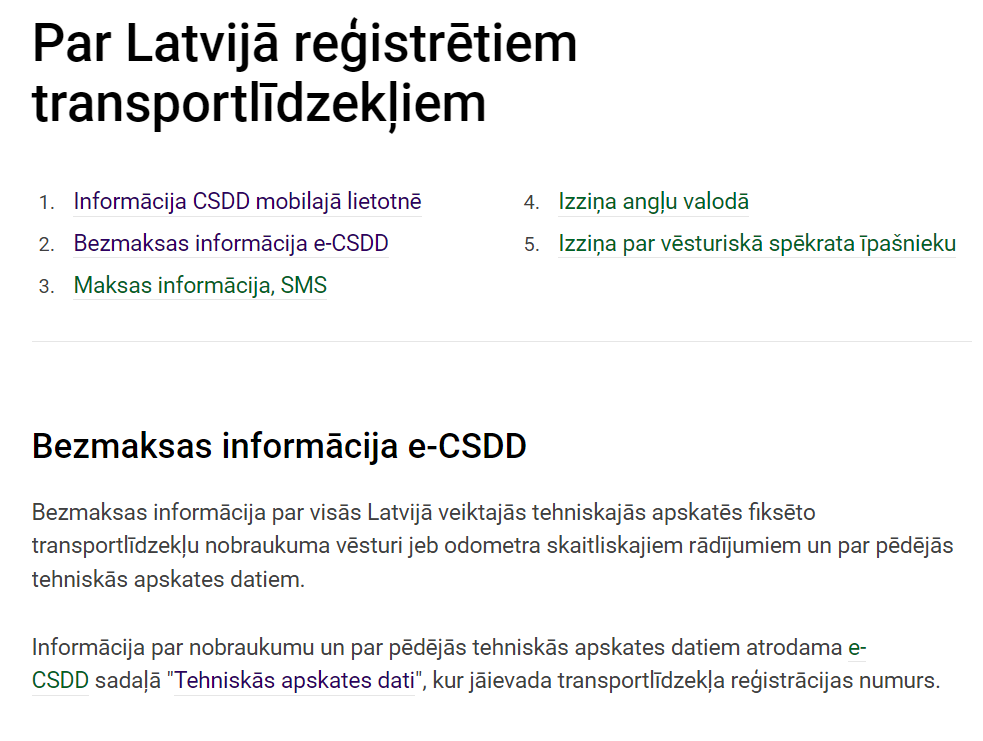 Par Latvijā reģistrētiem
transportlīdzekļiem
1. Informācija CSDD mobilajā lietotnē
2. Bezmaksas informācija e-CSDD
3. Maksas informācija, SMS
4. Izziņa angļu valodā
5. Izziņa par vēsturiskā spēkrata īpašnieku
Bezmaksas informācija e-CSDD
Bezmaksas informācija par visās Latvijā veiktajās tehniskajās apskatēs fiksēto
transportlīdzekļu nobraukuma vēsturi jeb odometra skaitliskajiem rādījumiem un par pēdējās
tehniskās apskates datiem.
Informācija par nobraukumu un par pēdējās tehniskās apskates datiem atrodama e-
CSDD sadaļā "Tehniskās apskates dati", kur jāievada transportlīdzekļa reģistrācijas numurs.